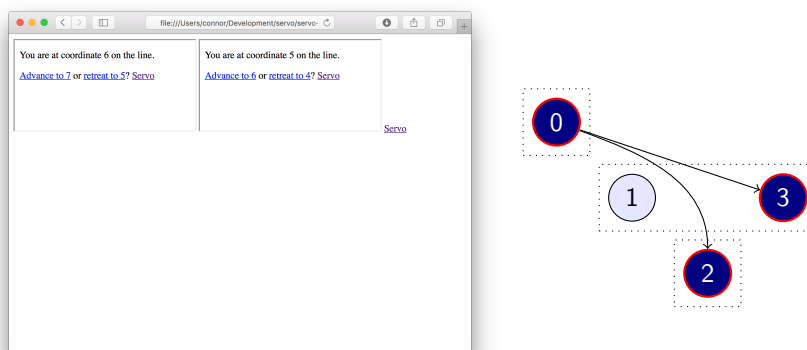 file:///Users/connor/Development/servo/servo-
You are at coordinate 6 on the line.
Advance to 7 or retreat to 5? Servo
You are at coordinate 5 on the line.
Advance to 6 or retreat to 4? Servo
Servo
0
1
3
2